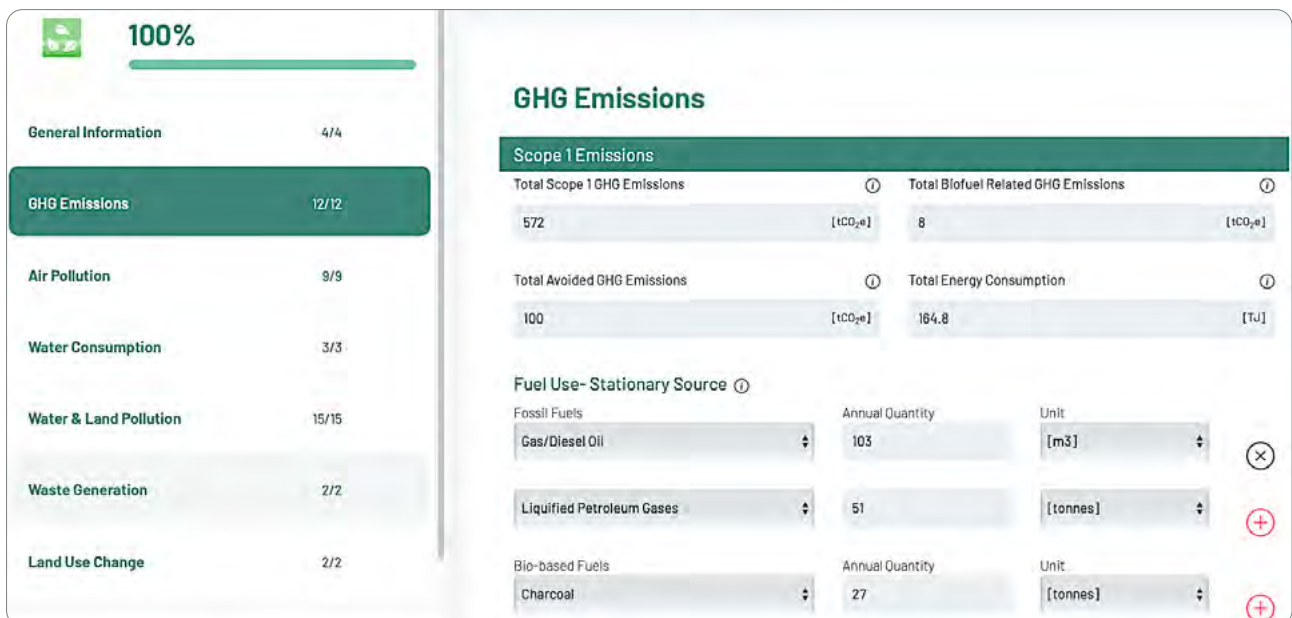 100%
General Information 4/4
GHG Emissions 12/12
Air Pollution 9/9
Water Consumption 3/3
Water & Land Pollution 15/15
Waste Generation 2/2
Land Use Change 2/2
GHG Emissions
Scope 1 Emissions
Total Scope 1 GHG Emissions Total Biofuel Related GHG Emissions
572 [tCO₂e] 8 [tCO₂e]
Total Avoided GHG Emissions Total Energy Consumption
100 [tCO₂e] 164.8 [TJ]
Fuel Use- Stationary Source
Fossil Fuels Annual Quantity Unit
Gas/Diesel Oil 103 [m3]
Liquified Petroleum Gases 51 [tonnes]
Bio-based Fuels Annual Quantity Unit
Charcoal 27 [tonnes]